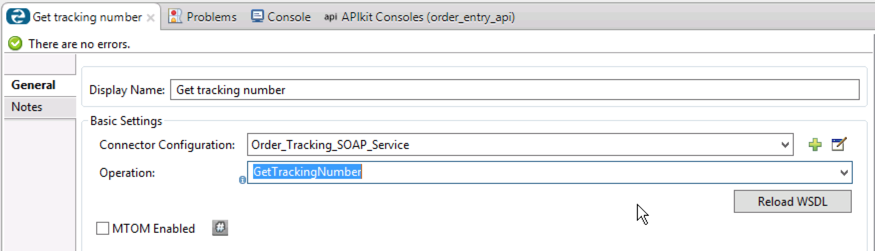 Get tracking number
Problems
Console
api APIkit Consoles (order_entry_api)
There are no errors.
General
Notes
Display Name: Get tracking number
Basic Settings
Connector Configuration: Order_Tracking_SOAP_Service
Operation: GetTrackingNumber
Reload WSDL
MTOM Enabled